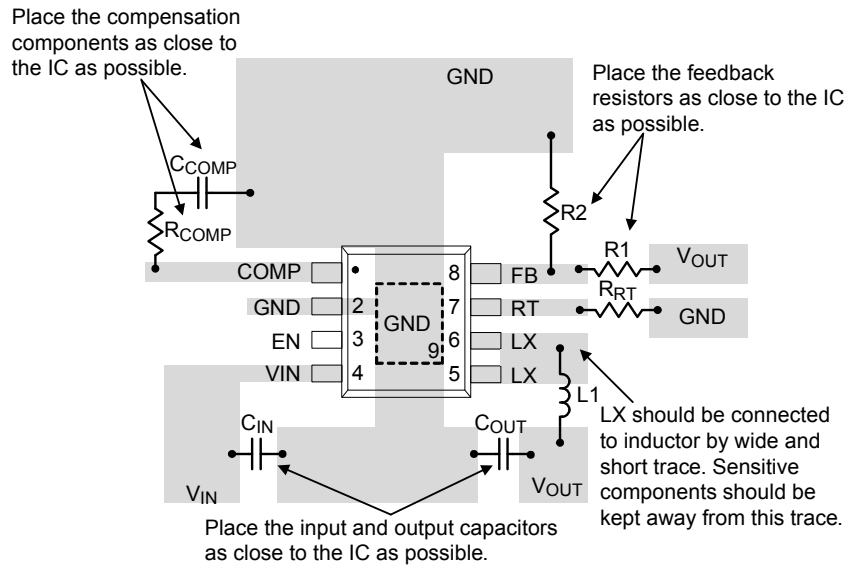 Place the compensation
components as close to
the IC as possible.
GND
Place the feedback
resistors as close to the IC
as possible.
CCOMP
RCOMP
R2
R1
VOUT
COMP
8
FB
RRT
GND
2
GND
7
RT
GND
EN
3
9
6
LX
VIN
4
5
LX
L1
CIN
COUT
LX should be connected
to inductor by wide and
short trace. Sensitive
components should be
kept away from this trace.
VIN
VOUT
Place the input and output capacitors
as close to the IC as possible.